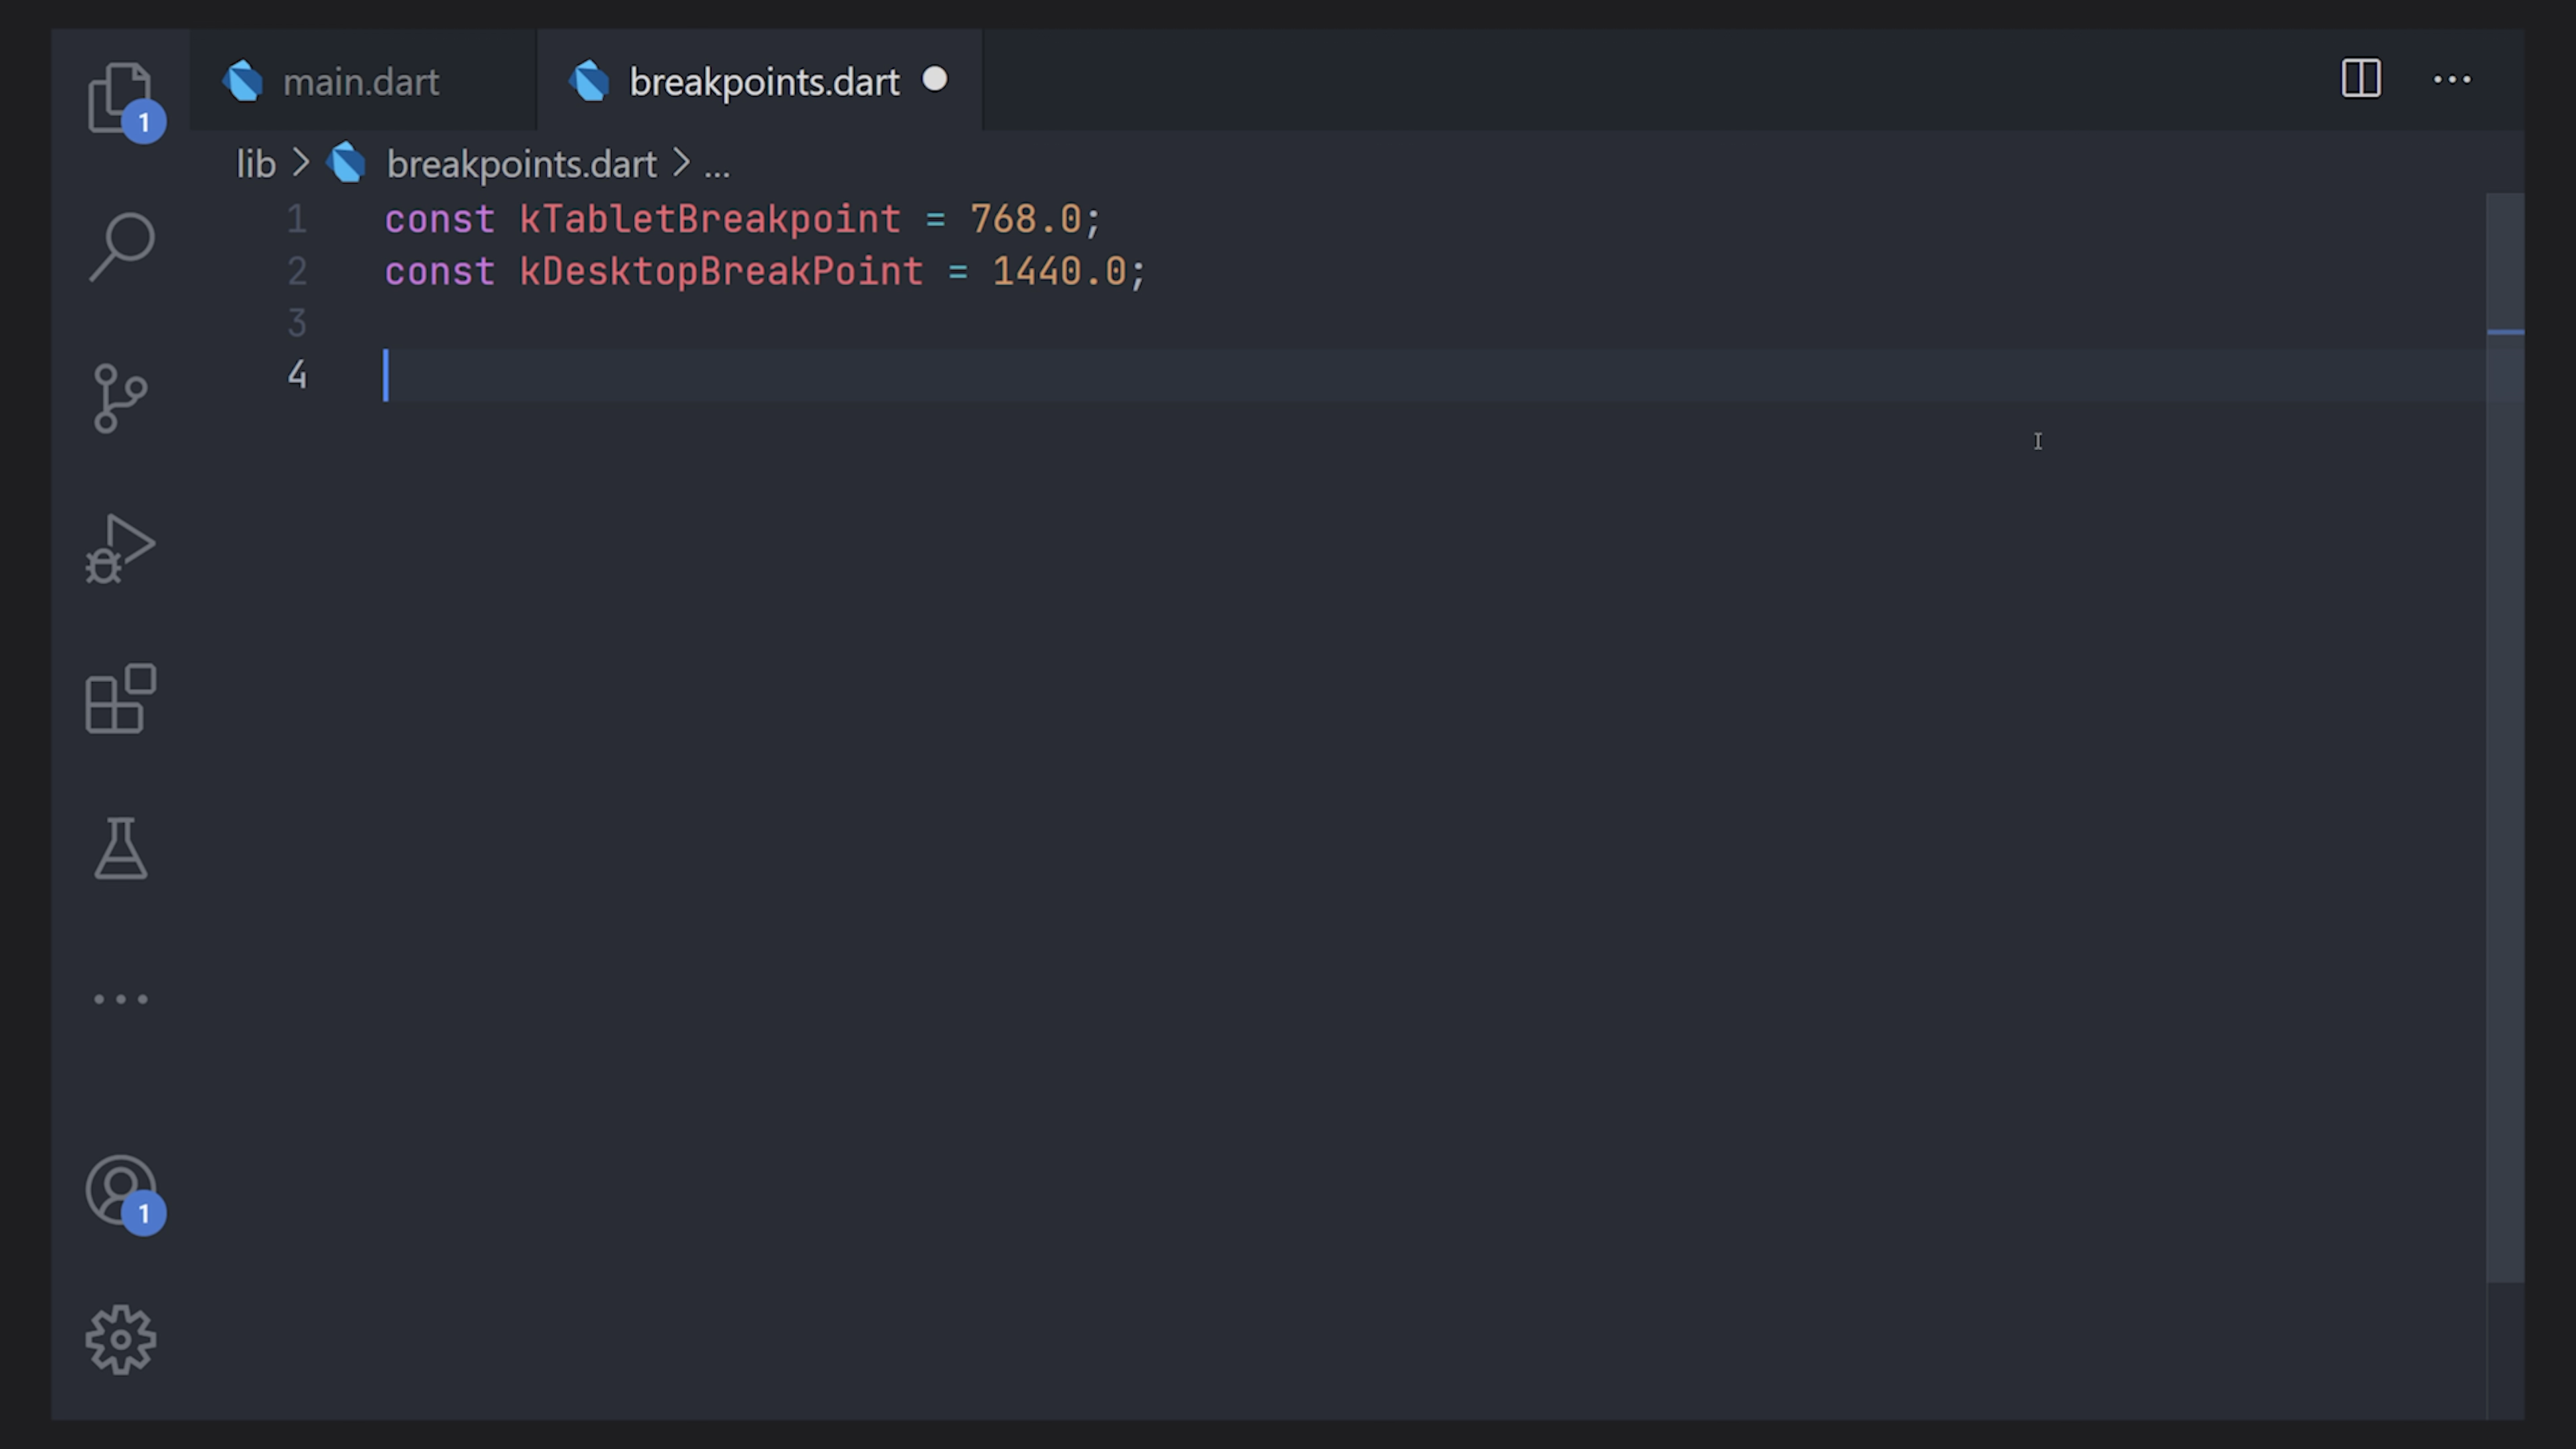 main.dart
breakpoints.dart
1
lib > breakpoints.dart > ...
1 const kTabletBreakpoint = 768.0;
2 const kDesktopBreakPoint = 1440.0;
3
4
1